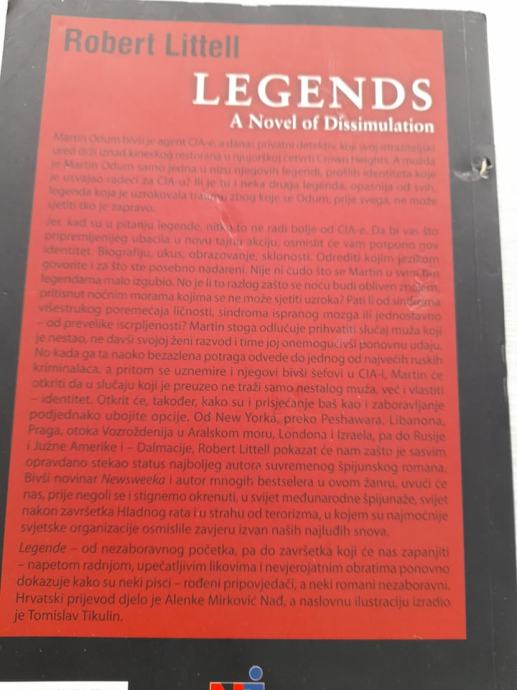 Robert Littell
LEGENDS
A Novel of Dissimulation
Martin Odum bivši je agent CIA-e, a danas privatni detektiv, koji svoj iznajmljeni
ured drži iznad kineskog restorana u njujorškoj četvrti Crown Heights. A možda
je Martin Odum samo jedna u nizu njegovih legendi, prošlih identiteta koje
je usvajao radeći za CIA-u? Ili je tu i neka druga legenda, opasnija od svih,
legenda koja je uzrokovala traumu zbog koje se Odum, prije svega, ne može
sjetiti tko je zapravo.
Jer, kad su u pitanju legende, nitko to ne radi bolje od CIA-e. Da bi vas što
pripremljenijeg ubacila u novu tajnu akciju, osmislit će vam potpuno nov
identitet. Biografiju, ukus, obrazovanje, sklonosti. Odrediti kojim jezikom
govorite i za što ste posebno nadareni. Nije ni čudo što se Martin u svim tim
legendama malo izgubio. No je li to razlog zašto se noću budi obliven znojem,
pritisnut noćnim morama kojima se ne može sjetiti uzroka? Pati li od sindroma
višestrukog poremećaja ličnosti, sindroma ispranog mozga ili jednostavno
– od prevelike iscrpljenosti? Martin stoga odlučuje prihvatiti slučaj muža koji
je nestao, ne davši svojoj ženi razvod i time joj onemogućivši ponovnu udaju.
No kada ga ta naoko bezazlena potraga odvede do jednog od najvećih ruskih
kriminalaca, a pritom se uznemire i njegovi bivši šefovi u CIA-i, Martin će
otkriti da u slučaju koji je preuzeo ne traži samo nestalog muža, već i vlastiti
– identitet. Otkrit će, također, kako su i prisjećanje baš kao i zaboravljanje
podjednako ubojite opcije. Od New Yorka, preko Peshawara, Libanona,
Praga, otoka Vozroždenija u Aralskom moru, Londona i Izraela, pa do Rusije
i Južne Amerike i – Dalmacije, Robert Littell pokazat će nam zašto je sasvim
opravdano stekao status najboljeg autora suvremenog špijunskog romana.
Bivši novinar Newsweeka i autor mnogih bestselera u ovom žanru, uvući će
nas, prije negoli se i stignemo okrenuti, u svijet međunarodne špijunaže, svijet
nakon završetka Hladnog rata i u strahu od terorizma, u kojem su najmoćnije
svjetske organizacije osmislile zavjeru izvan naših najluđih snova.
Legende – od nezaboravnog početka, pa do završetka koji će nas zapanjiti
– napetom radnjom, upečatljivim likovima i nevjerojatnim obratima ponovno
dokazuje kako su neki pisci – rođeni pripovjedači, a neki romani nezaboravni.
Hrvatski prijevod djelo je Alenke Mirković Nađ, a naslovnu ilustraciju izradio
je Tomislav Tikulin.